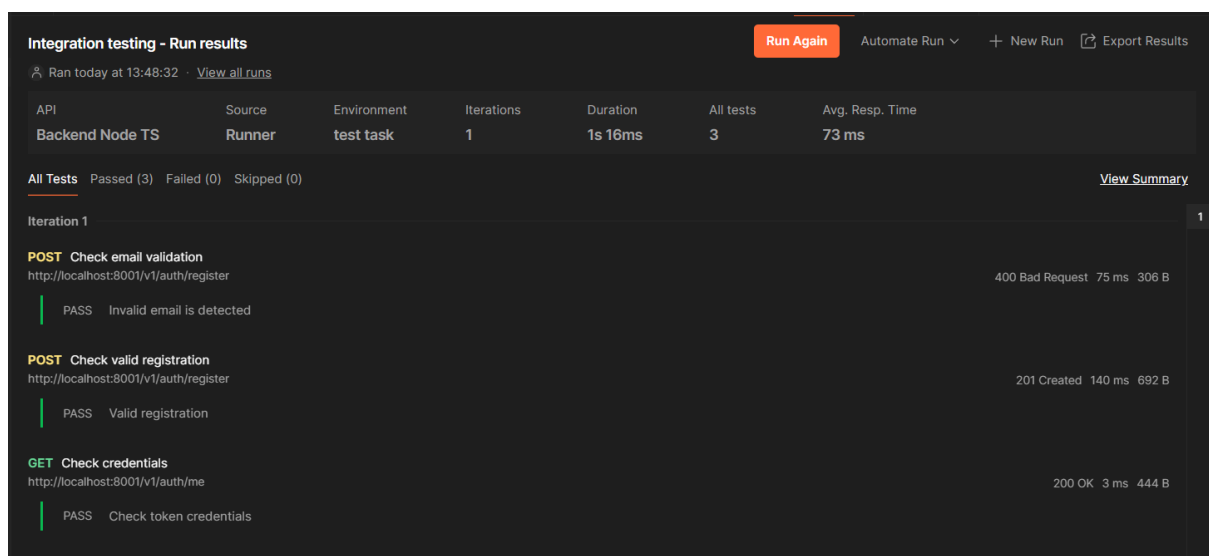 Integration testing - Run results
Run Again Automate Run + New Run Export Results
Ran today at 13:48:32 · View all runs
API Source Environment Iterations Duration All tests Avg. Resp. Time
Backend Node TS Runner test task 1 1s 16ms 3 73 ms
All Tests Passed (3) Failed (0) Skipped (0) View Summary
Iteration 1 1
POST Check email validation
http://localhost:8001/v1/auth/register 400 Bad Request 75 ms 306 B
PASS Invalid email is detected
POST Check valid registration
http://localhost:8001/v1/auth/register 201 Created 140 ms 692 B
PASS Valid registration
GET Check credentials
http://localhost:8001/v1/auth/me 200 OK 3 ms 444 B
PASS Check token credentials